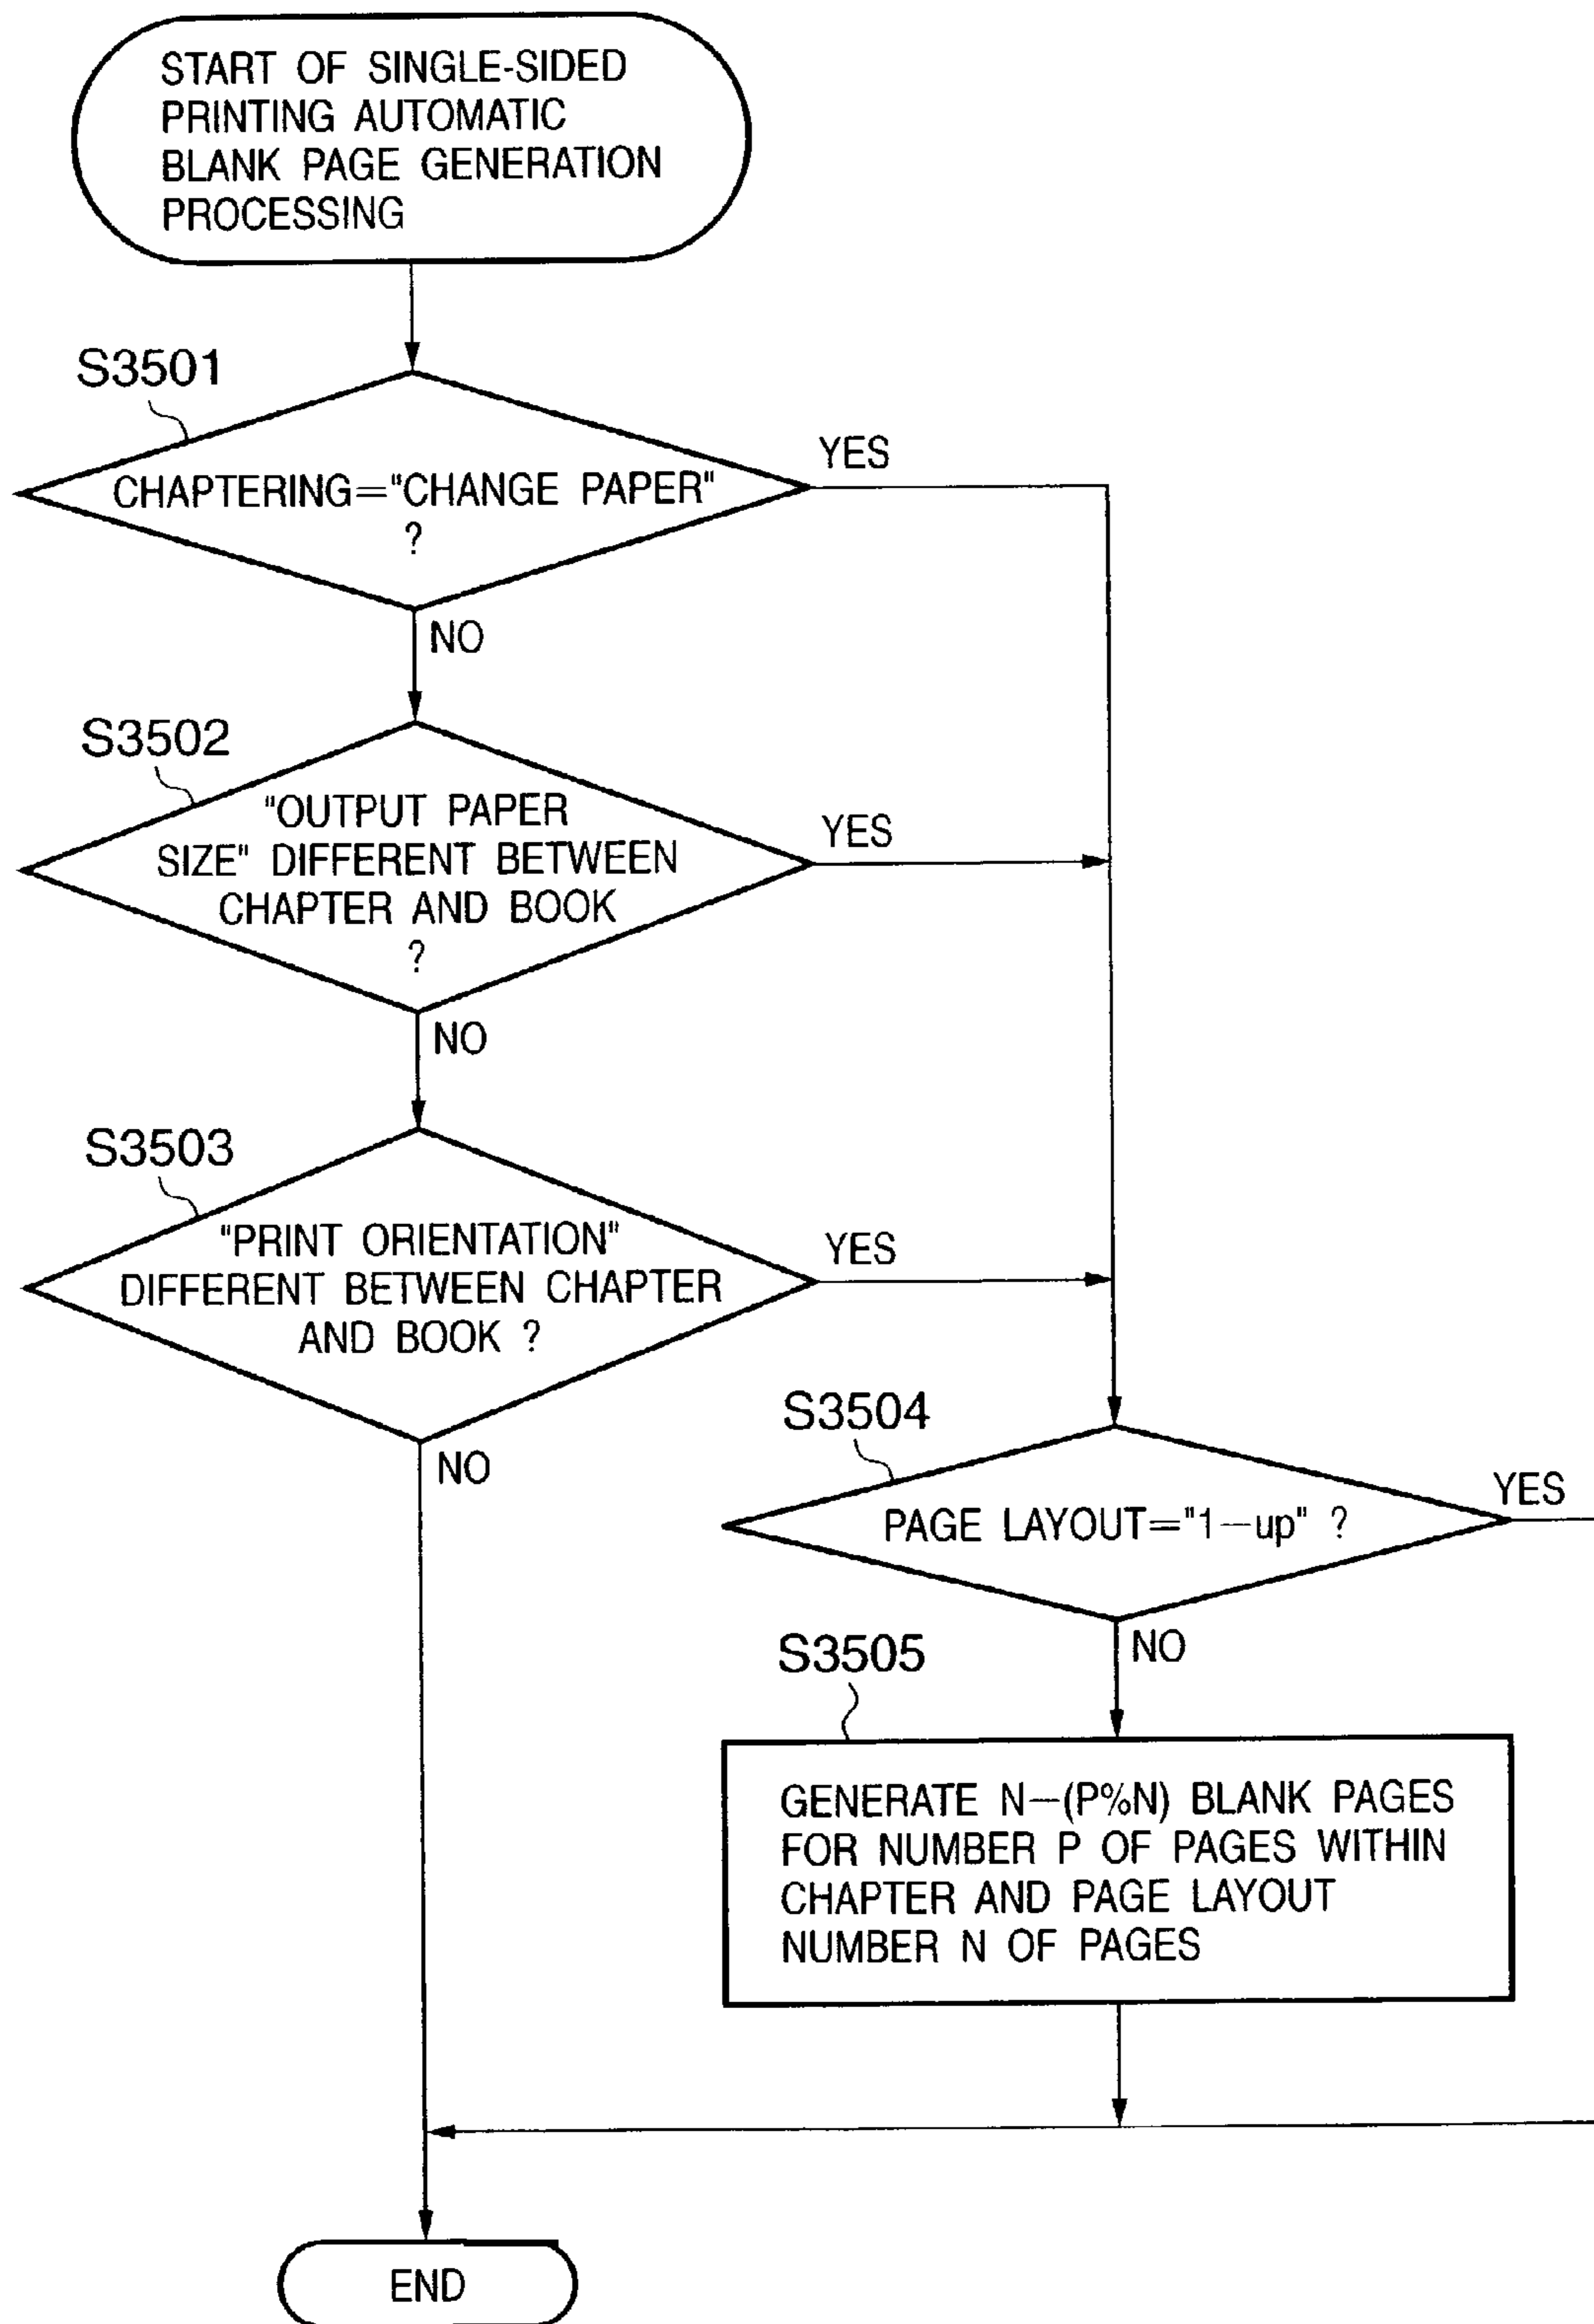 START OF SINGLE-SIDED
PRINTING AUTOMATIC
BLANK PAGE GENERATION
PROCESSING
S3501
CHAPTERING="CHANGE PAPER"
?
YES
NO
S3502
"OUTPUT PAPER
SIZE" DIFFERENT BETWEEN
CHAPTER AND BOOK
?
YES
NO
S3503
"PRINT ORIENTATION"
DIFFERENT BETWEEN CHAPTER
AND BOOK ?
YES
NO
S3504
PAGE LAYOUT="1—up" ?
YES
NO
S3505
GENERATE N—(P%N) BLANK PAGES
FOR NUMBER P OF PAGES WITHIN
CHAPTER AND PAGE LAYOUT
NUMBER N OF PAGES
END